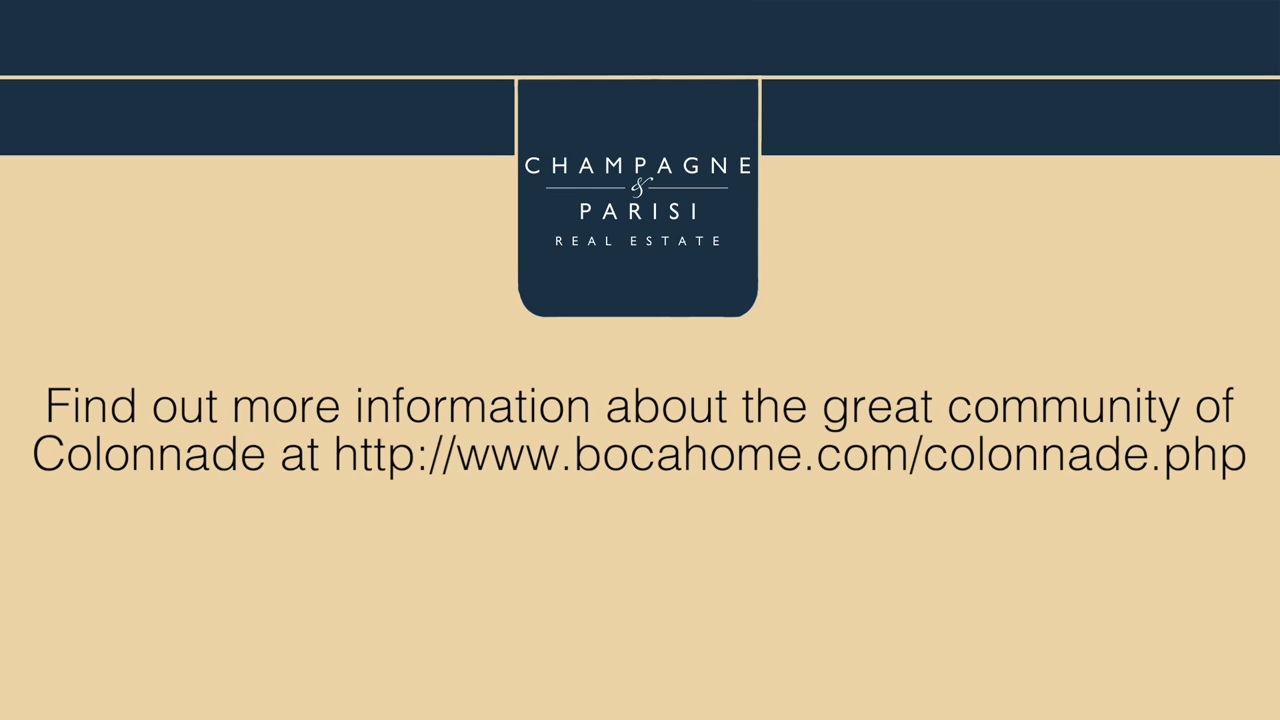 CHAMPAGNE
&
PARISI
REAL ESTATE
Find out more information about the great community of
Colonnade at http://www.bocahome.com/colonnade.php